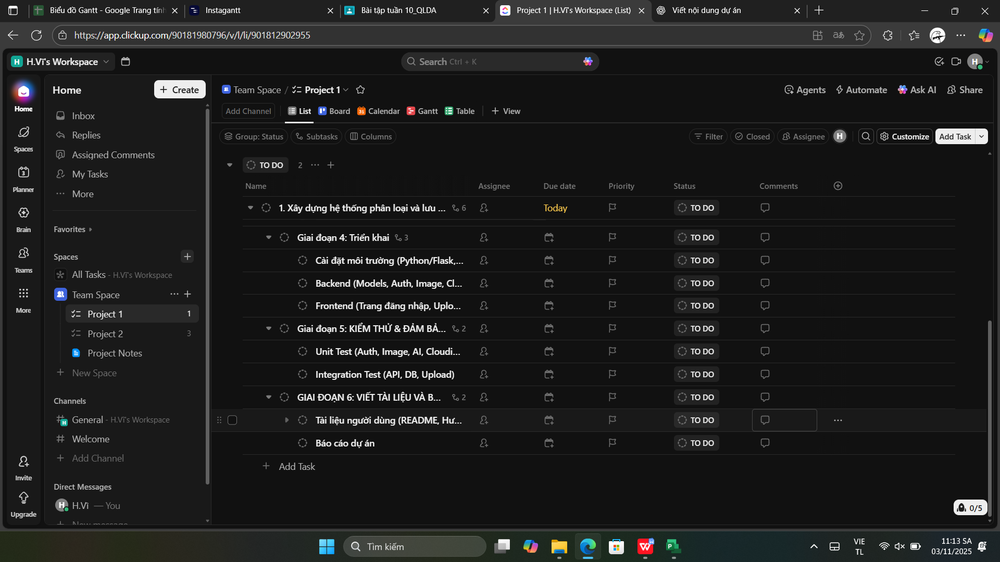 Biểu đồ Gantt - Google Trang tính
Instagantt
Bài tập tuần 10_QLDA
Project 1 | H.Vĩ's Workspace (List)
Viết nội dung dự án
https://app.clickup.com/90181980796/v/l/li/901812902955
H H.Vĩ's Workspace
Search Ctrl + K
H
Home
Create
Team Space / Project 1
Agents
Automate
Ask AI
Share
Add Channel
List
Board
Calendar
Gantt
Table
View
Group: Status
Subtasks
Columns
Filter
Closed
Assignee
H
Customize
Add Task
Home
Spaces
Planner
Brain
Teams
More
Invite
Upgrade
Inbox
Replies
Assigned Comments
My Tasks
More
Favorites
Spaces
All Tasks - H.Vĩ's Workspace
Team Space
Project 1 1
Project 2 3
Project Notes
New Space
Channels
General - H.Vĩ's Workspace
Welcome
Add Channel
Direct Messages
H H.Vĩ — You
New message
TO DO 2
Name Assignee Due date Priority Status Comments
1. Xây dựng hệ thống phân loại và lưu ... 6 Today TO DO
Giai đoạn 4: Triển khai 3 TO DO
Cài đặt môi trường (Python/Flask,... TO DO
Backend (Models, Auth, Image, Cl... TO DO
Frontend (Trang đăng nhập, Uplo... TO DO
Giai đoạn 5: KIỂM THỬ & ĐẢM BẢ... 2 TO DO
Unit Test (Auth, Image, AI, Cloudi... TO DO
Integration Test (API, DB, Upload) TO DO
GIAI ĐOẠN 6: VIẾT TÀI LIỆU VÀ B... 2 TO DO
Tài liệu người dùng (README, Hư... TO DO
Báo cáo dự án TO DO
Add Task
0/5
Tìm kiếm
VIE
TL
11:13 SA
03/11/2025